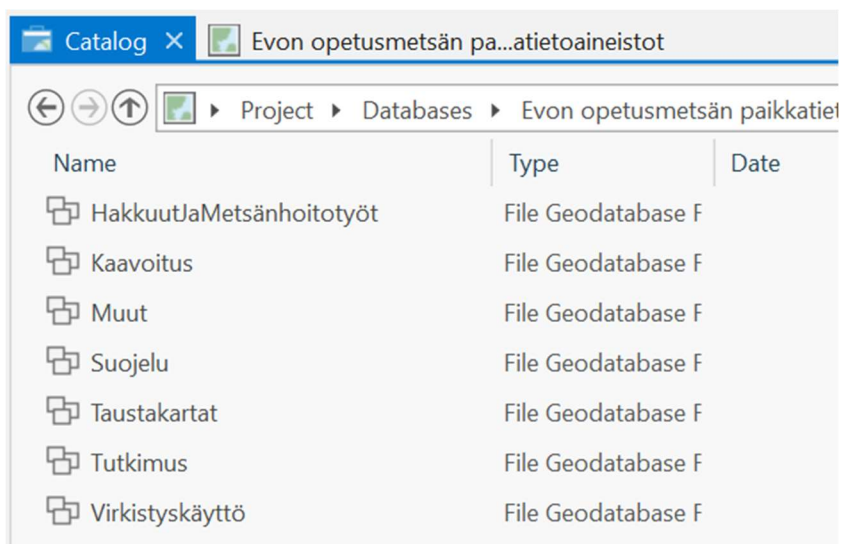 Catalog × Evon opetusmetsän pa...atietoaineistot
Project Databases Evon opetusmetsän paikkatiet
Name Type Date
HakkuutJaMetsänhoitotyöt File Geodatabase F
Kaavoitus File Geodatabase F
Muut File Geodatabase F
Suojelu File Geodatabase F
Taustakartat File Geodatabase F
Tutkimus File Geodatabase F
Virkistyskäyttö File Geodatabase F